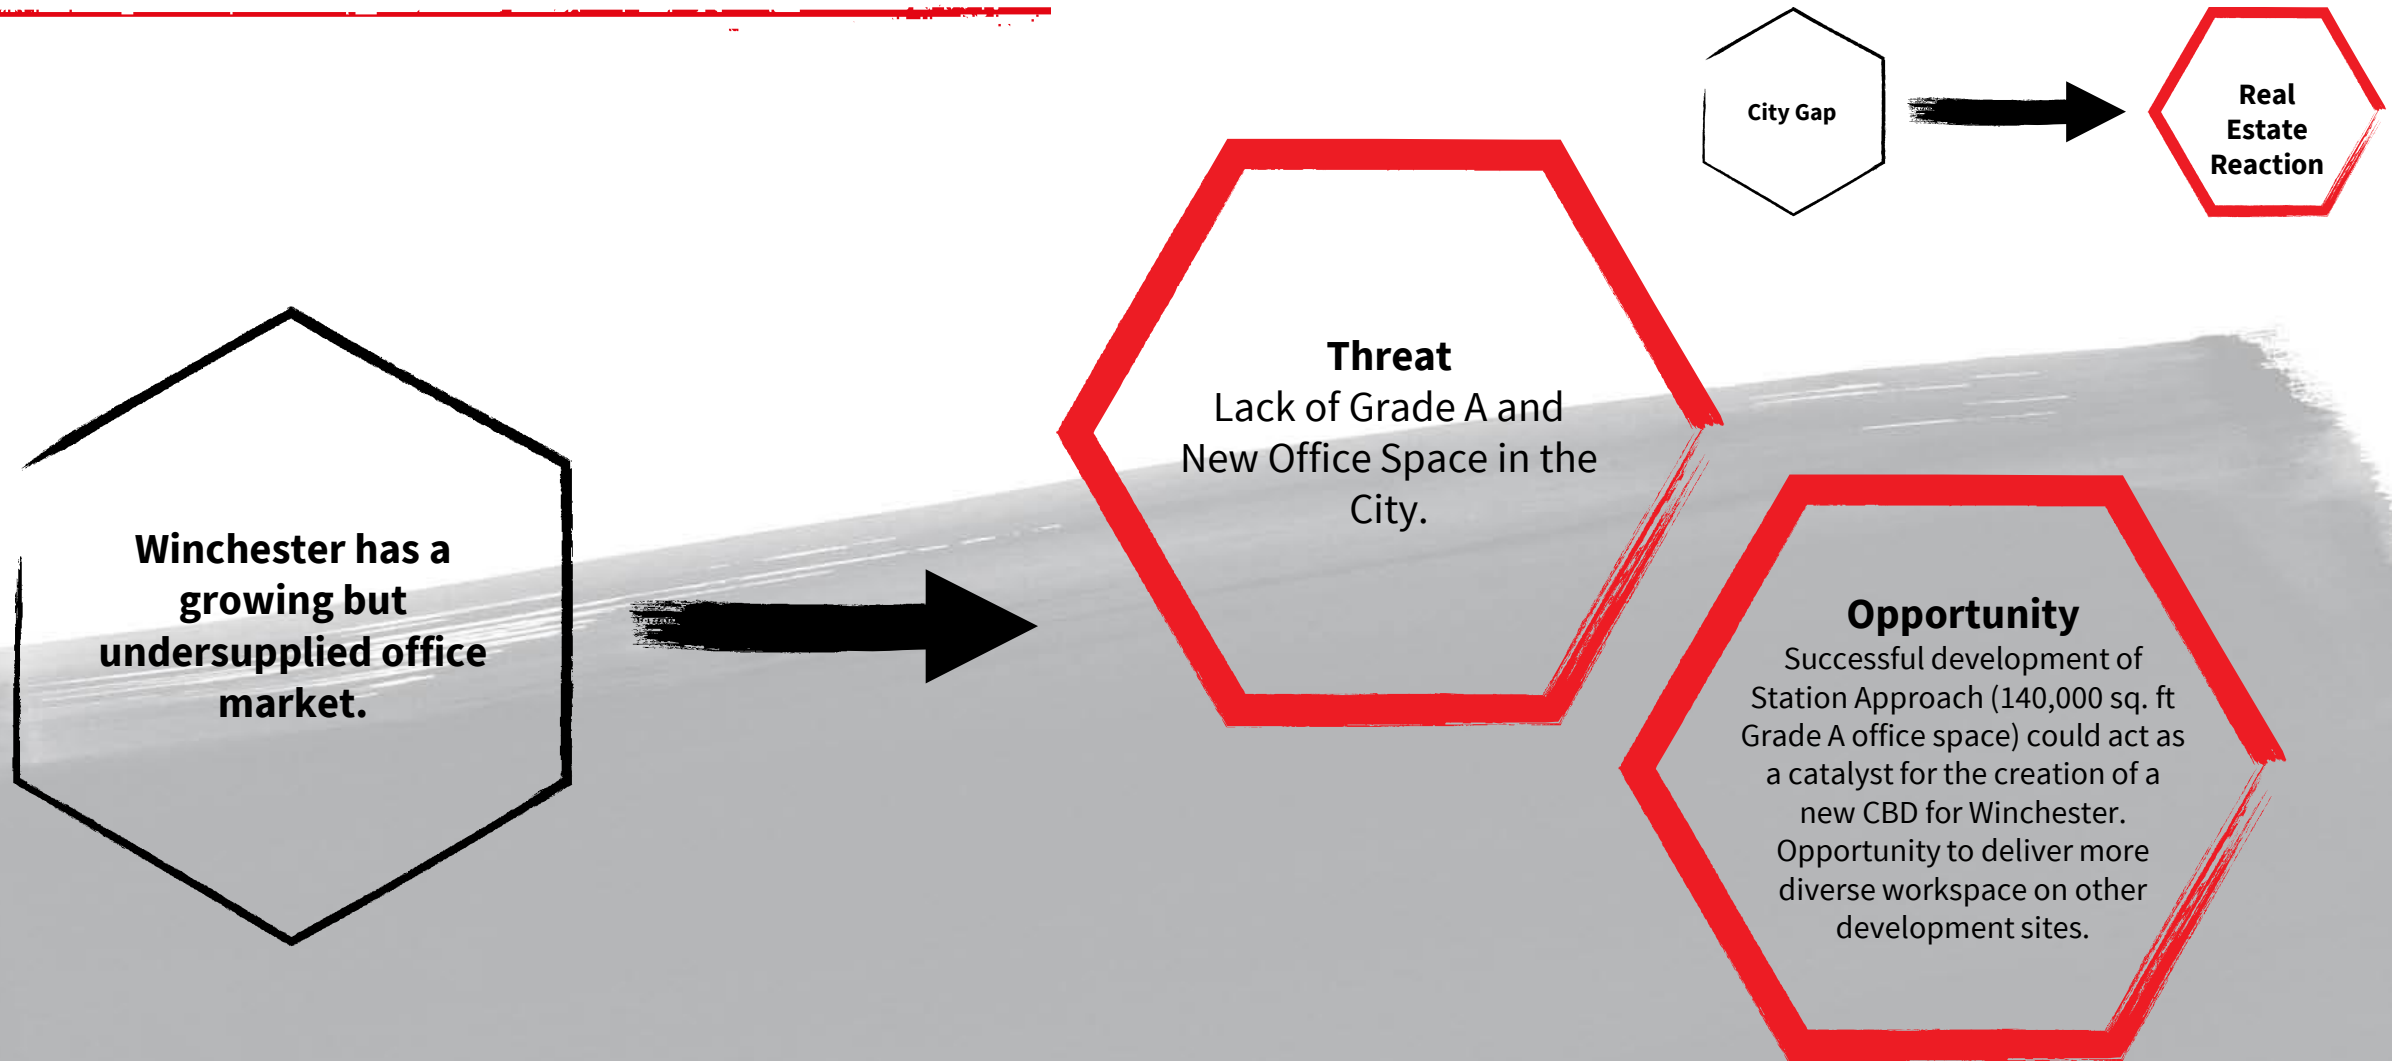 City Gap
Real
Estate
Reaction
Winchester has a
growing but
undersupplied office
market.
Threat
Lack of Grade A and
New Office Space in the
City.
Opportunity
Successful development of
Station Approach (140,000 sq. ft
Grade A office space) could act as
a catalyst for the creation of a
new CBD for Winchester.
Opportunity to deliver more
diverse workspace on other
development sites.